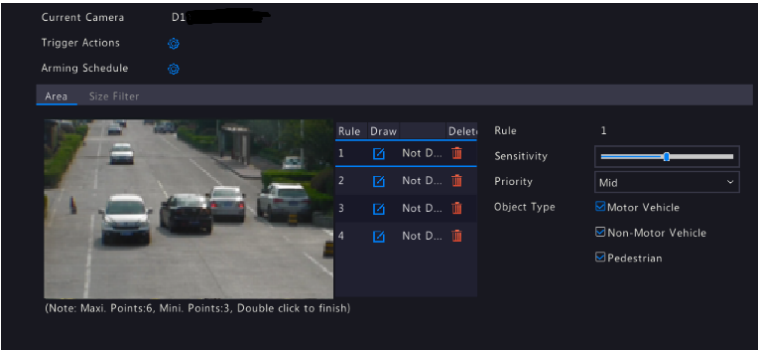 Current Camera D1
Trigger Actions
Arming Schedule
Area Size Filter
Rule Draw Delet
1 Not D...
2 Not D...
3 Not D...
4 Not D...
Rule 1
Sensitivity
Priority Mid
Object Type Motor Vehicle
Non-Motor Vehicle
Pedestrian
(Note: Maxi. Points:6, Mini. Points:3, Double click to finish)